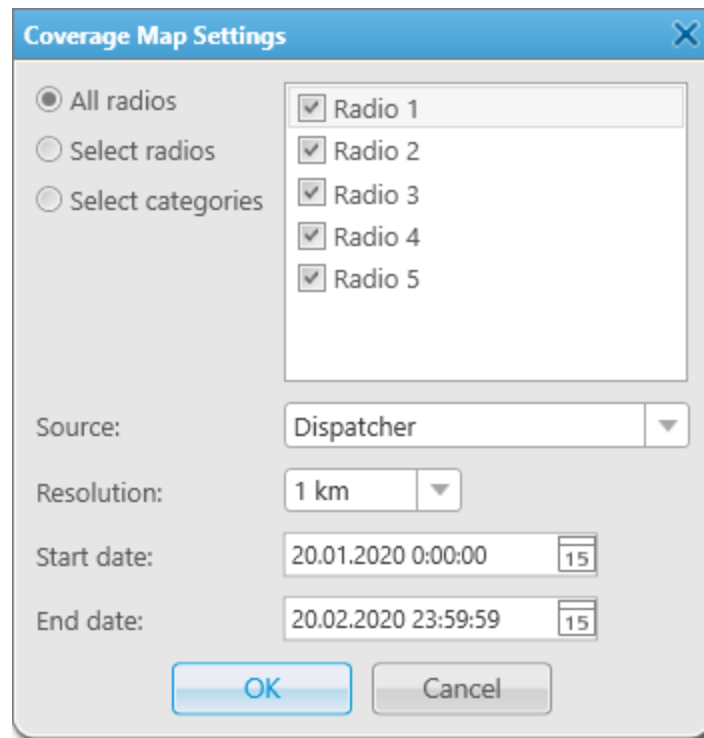 Coverage Map Settings
All radios
Select radios
Select categories
Radio 1
Radio 2
Radio 3
Radio 4
Radio 5
Source:
Dispatcher
Resolution:
1 km
Start date:
20.01.2020 0:00:00
15
End date:
20.02.2020 23:59:59
15
OK
Cancel